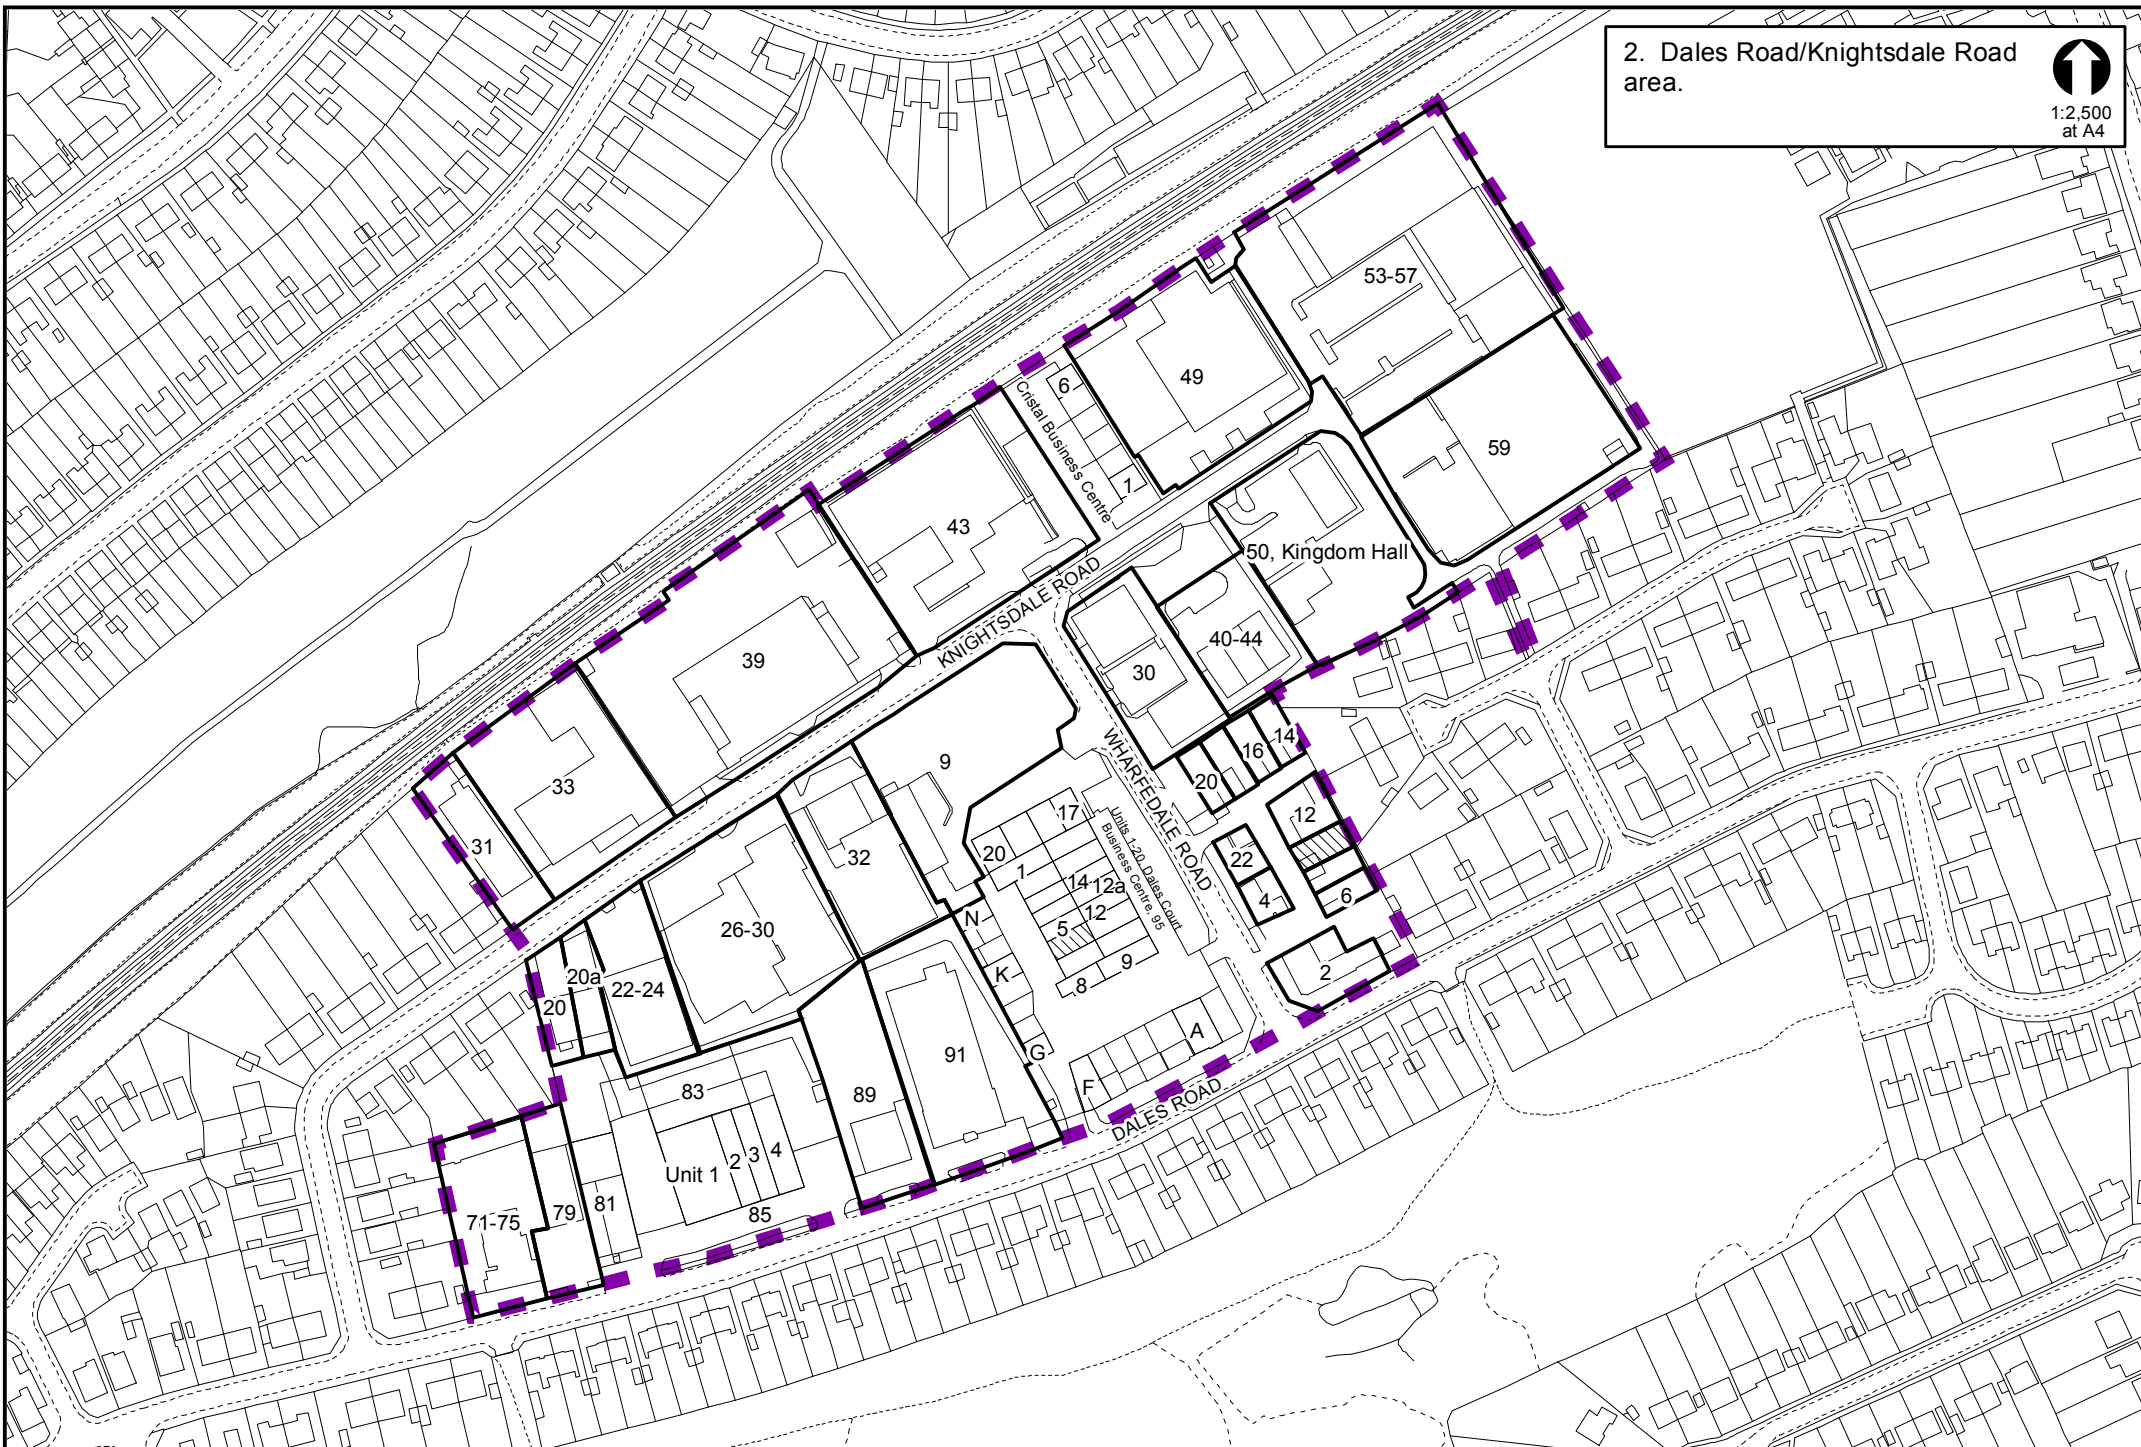 2. Dales Road/Knightsdale Road
area.
1:2,500
at A4
53-57
49
6
Cristal Business Centre
1
59
43
50, Kingdom Hall
KNIGHTSDALE ROAD
39
40-44
30
WHARFEDALE ROAD
14
16
20
9
33
12
17
Units 1-20, Dales Court
Business Centre, 95
31
32
20
1
22
14
12a
4
6
12
5
N
26-30
9
8
K
2
20a
22-24
20
A
G
91
F
83
89
DALES ROAD
Unit 1
2
3
4
81
79
71-75
85